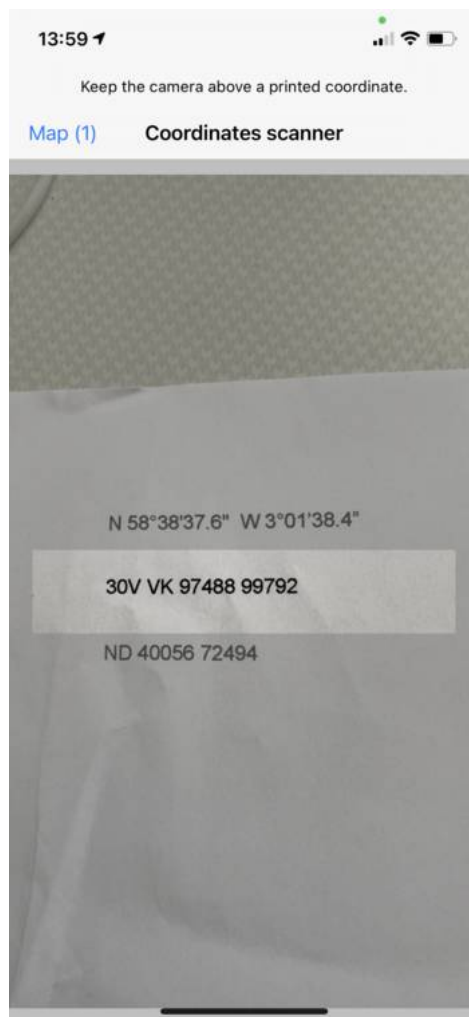 13:59
Keep the camera above a printed coordinate.
Map (1) Coordinates scanner
N 58°38'37.6" W 3°01'38.4"
30V VK 97488 99792
ND 40056 72494